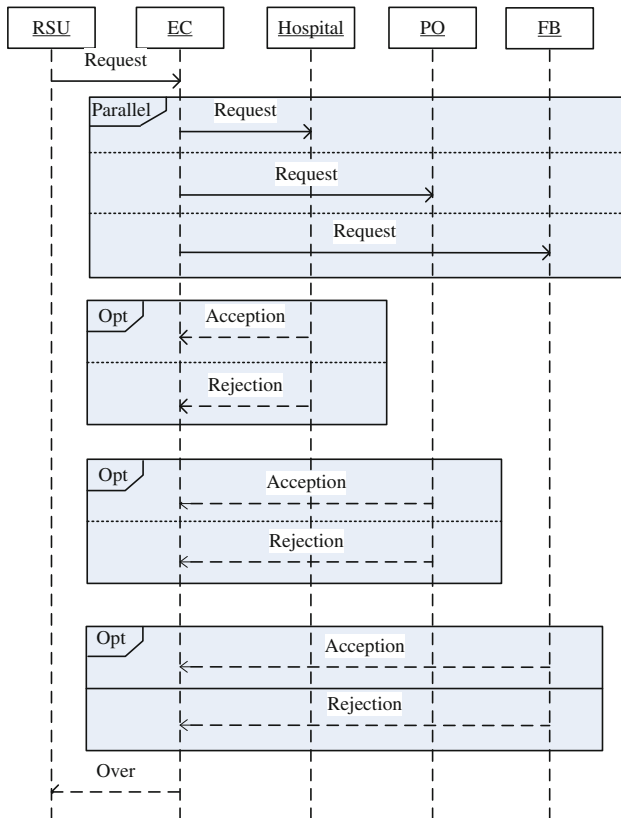 RSU EC Hospital PO FB
Request
Parallel Request
Request
Request
Opt Acception
Rejection
Opt Acception
Rejection
Opt Acception
Rejection
Over